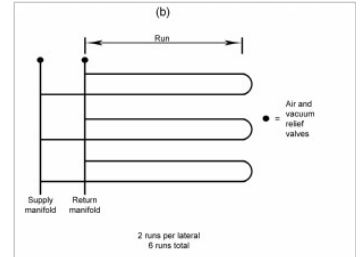 (b)
Run
= Air and
vacuum
relief
valves
Supply
manifold
Return
manifold
2 runs per lateral
6 runs total